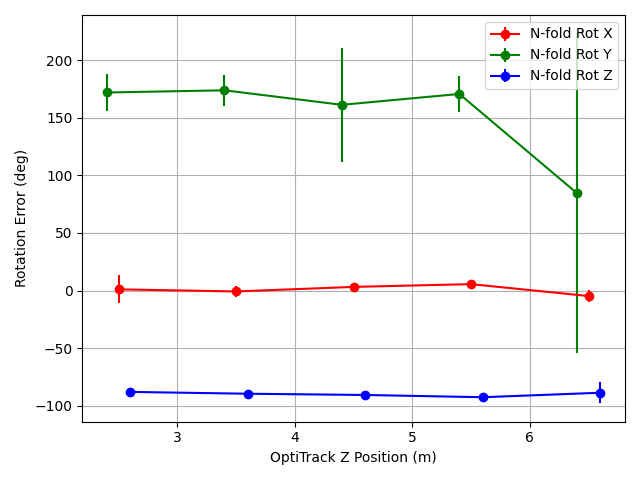 N-fold Rot X
N-fold Rot Y
N-fold Rot Z
200
150
100
50
0
−50
−100
Rotation Error (deg)
3 4 5 6
OptiTrack Z Position (m)